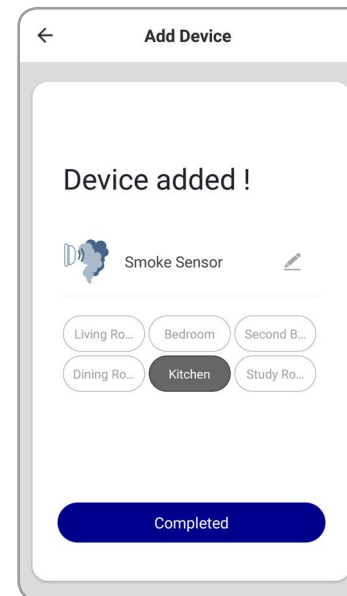 Add Device
Device added !
Smoke Sensor
Living Ro... Bedroom Second B...
Dining Ro... Kitchen Study Ro...
Completed